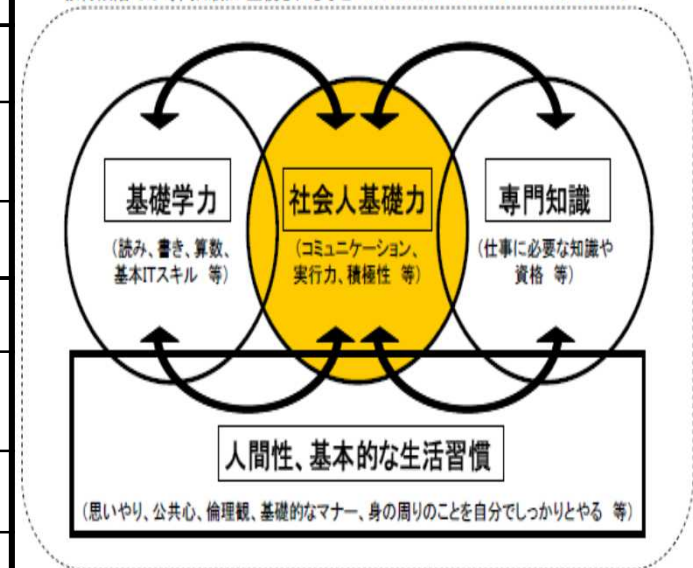 基礎学力
(読み、書き、算数、
基本ITスキル 等)
社会人基礎力
(コミュニケーション、
実行力、積極性 等)
専門知識
(仕事に必要な知識や
資格 等)
人間性、基本的な生活習慣
(思いやり、公共心、倫理観、基礎的なマナー、身の周りのことを自分でしっかりとやる 等)